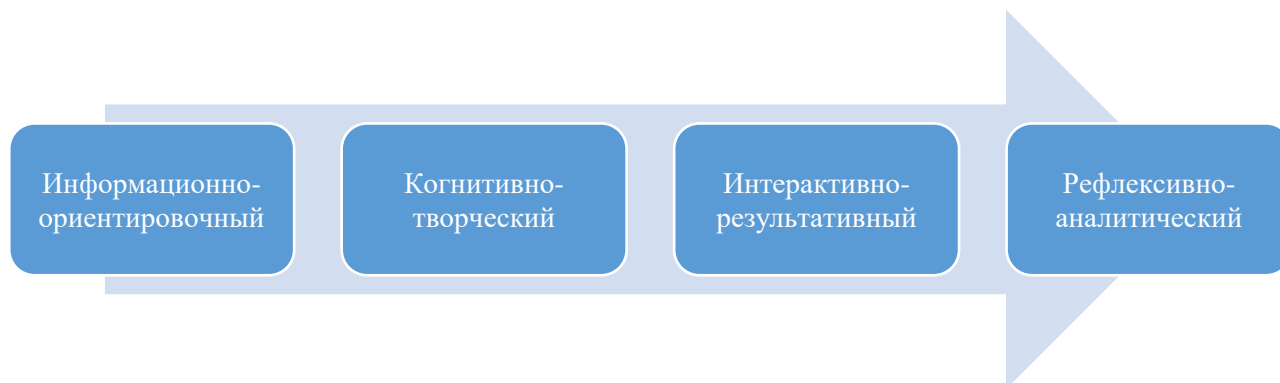 Информационно-
ориентировочный
Когнитивно-
творческий
Интерактивно-
результативный
Рефлексивно-
аналитический